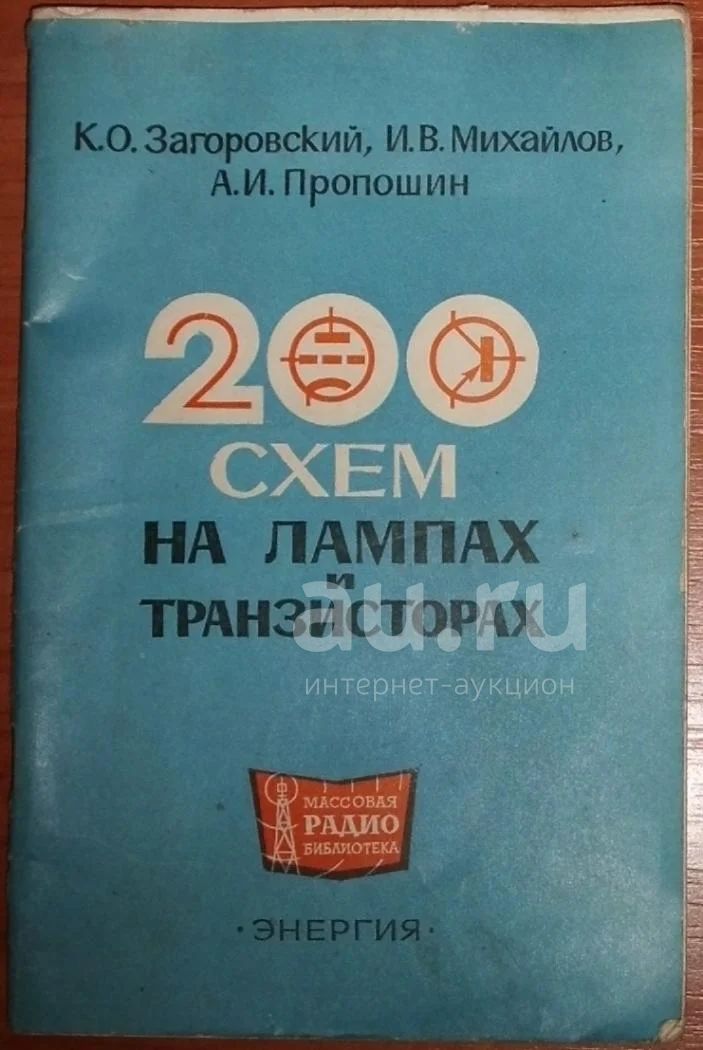 К.О. Загоровский, И.В. Михайлов,
А.И. Пропошин
200
СХЕМ
НА ЛАМПАХ
и
ТРАНЗИСТОРАХ
au.ru
интернет-аукцион
МАССОВАЯ
РАДИО
БИБЛИОТЕКА
·ЭНЕРГИЯ·